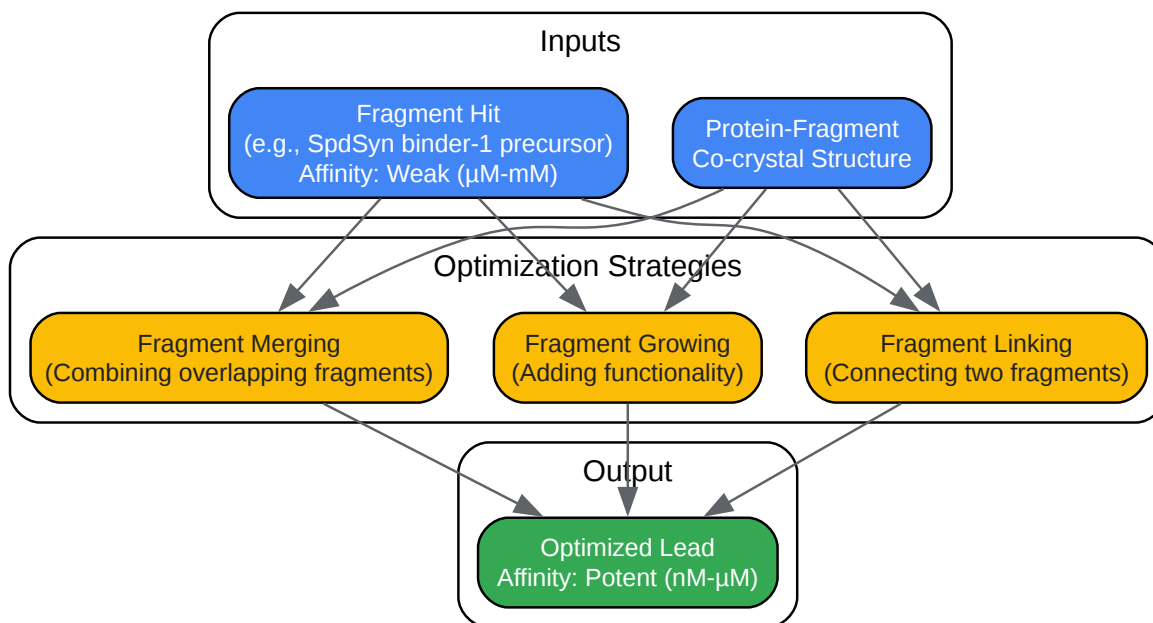 Inputs
Fragment Hit
(e.g., SpdSyn binder-1 precursor)
Affinity: Weak (µM-mM)
Protein-Fragment
Co-crystal Structure
Optimization Strategies
Fragment Merging
(Combining overlapping fragments)
Fragment Growing
(Adding functionality)
Fragment Linking
(Connecting two fragments)
Output
Optimized Lead
Affinity: Potent (nM-µM)